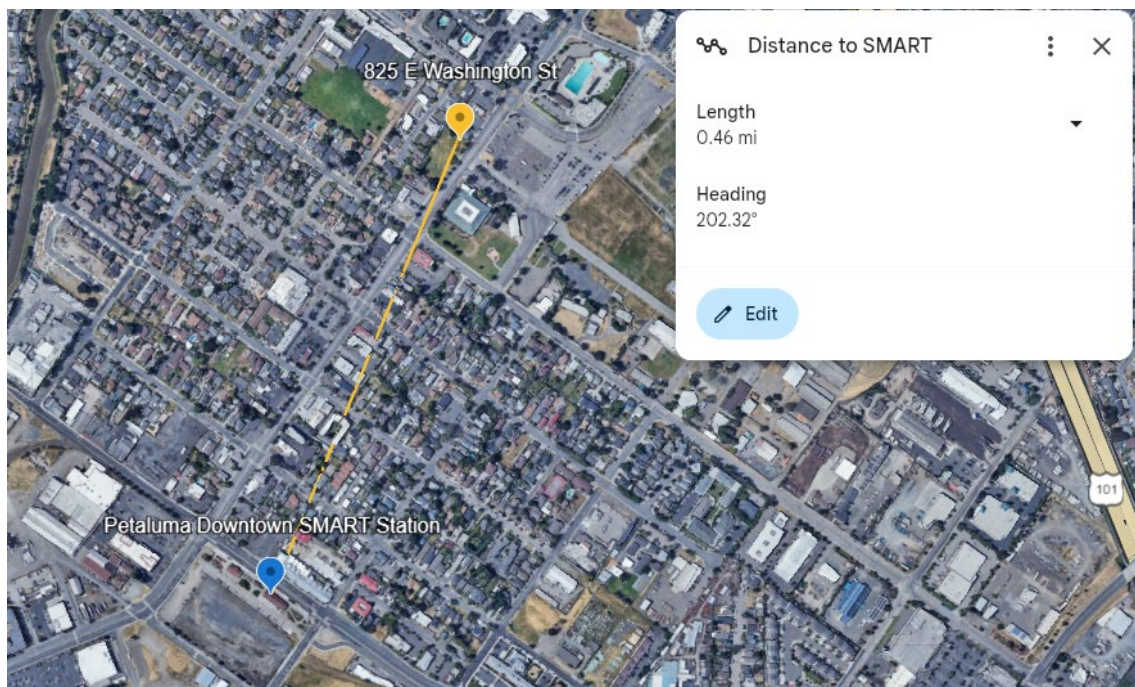 Distance to SMART
825 E Washington St
Length
0.46 mi
Heading
202.32°
Edit
101
Petaluma Downtown SMART Station